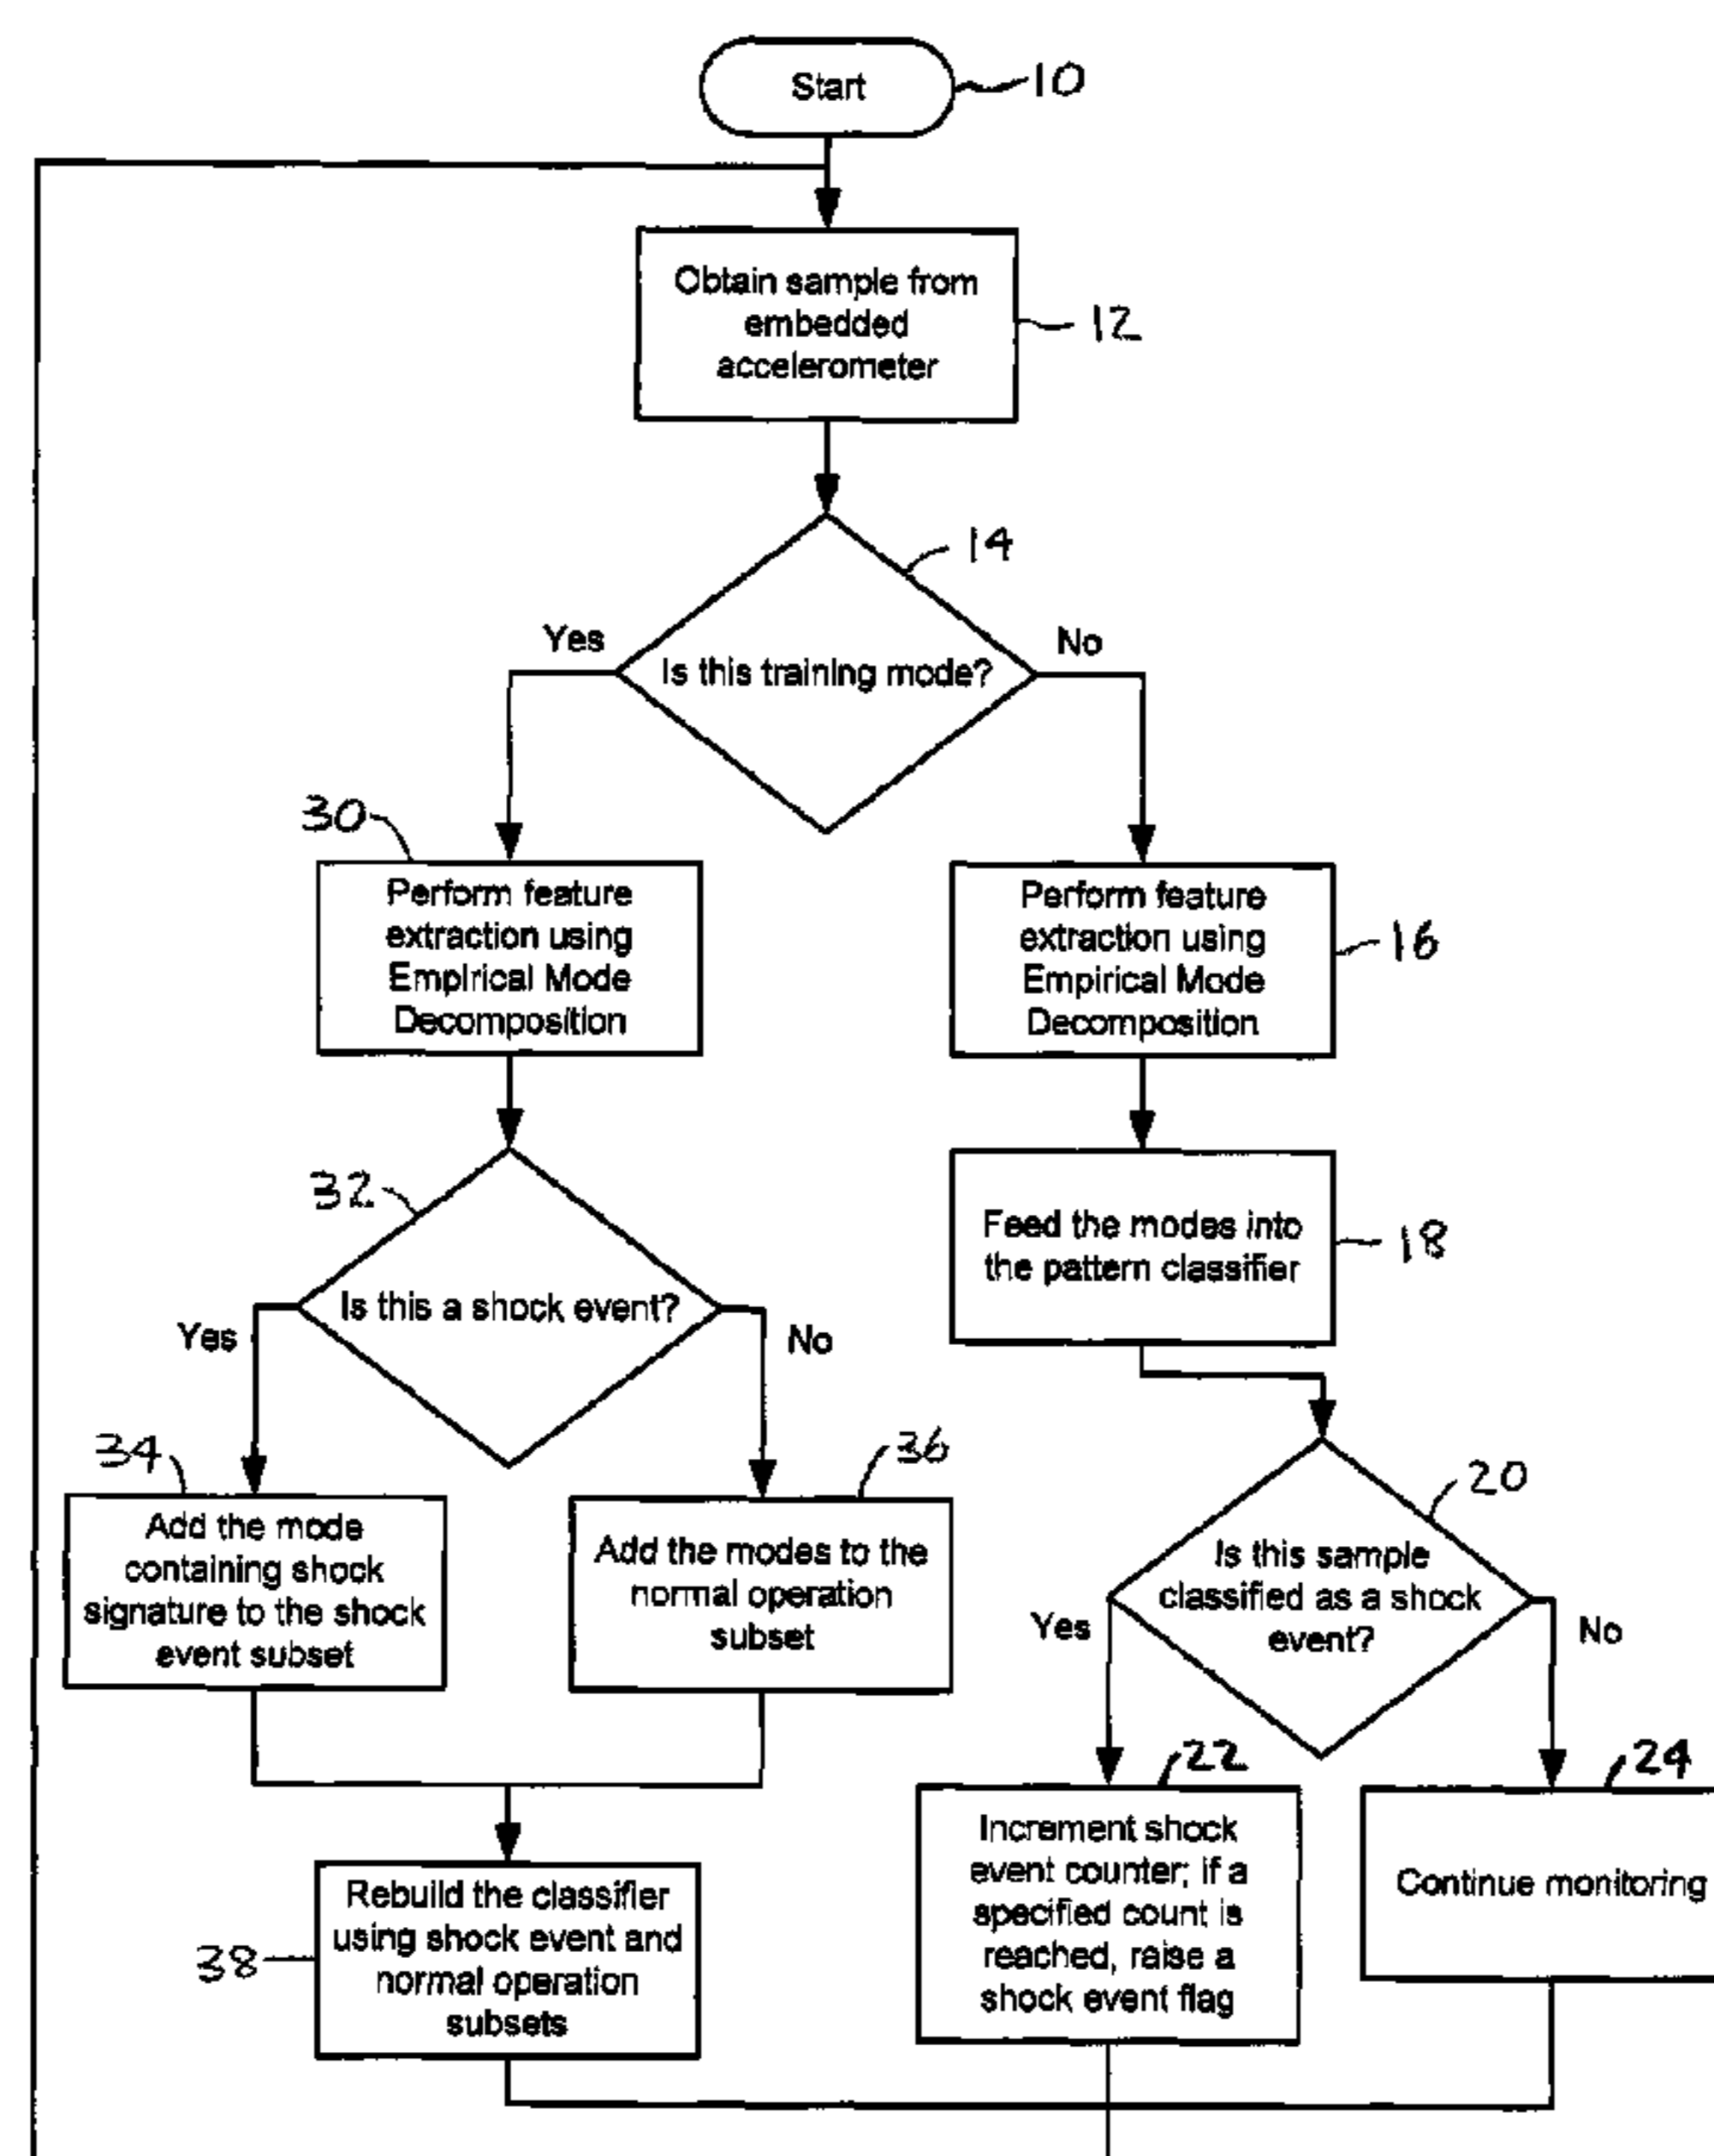 Start
10
Obtain sample from
embedded
accelerometer
12
14
Yes
Is this training mode?
No
30
Perform feature
extraction using
Empirical Mode
Decomposition
Perform feature
extraction using
Empirical Mode
Decomposition
16
32
Is this a shock event?
Yes
No
Feed the modes into
the pattern classifier
18
34
Add the mode
containing shock
signature to the shock
event subset
36
Add the modes to the
normal operation
subset
20
Is this sample
classified as a shock
event?
Yes
No
38
Rebuild the classifier
using shock event and
normal operation
subsets
22
Increment shock
event counter; if a
specified count is
reached, raise a
shock event flag
24
Continue monitoring